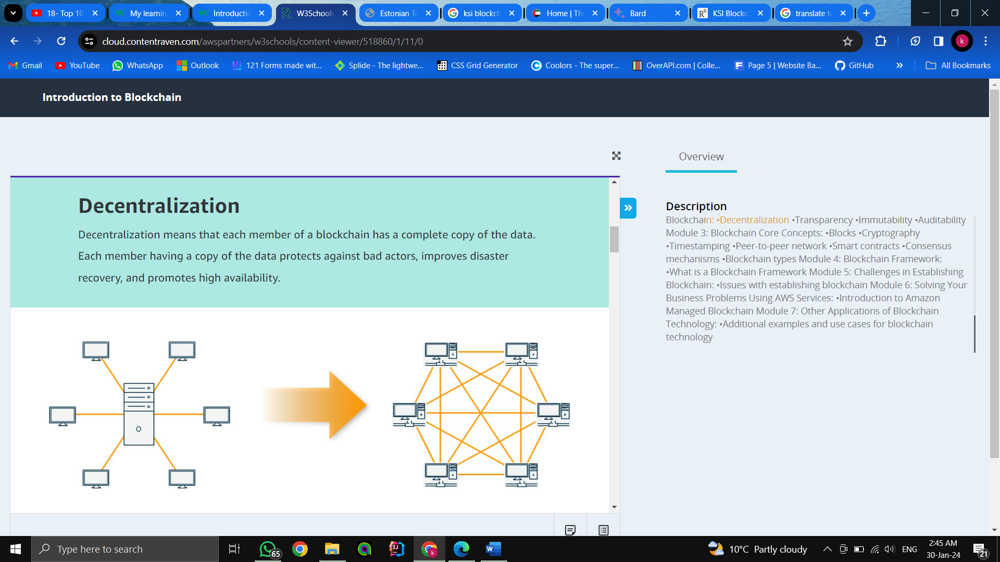 18- Top 10
My learnin
Introductio
W3Schools
Estonian Te
ksi blockch
Home | The
Bard
KSI Blockc
translate t
cloud.contentraven.com/awspartners/w3schools/content-viewer/518860/1/11/0
k
Gmail
YouTube
WhatsApp
Outlook
121 Forms made wit...
Splide - The lightwe...
CSS Grid Generator
Coolors - The super...
OverAPI.com | Colle...
Page 5 | Website Ba...
GitHub
All Bookmarks
Introduction to Blockchain
Overview
Decentralization
Decentralization means that each member of a blockchain has a complete copy of the data.
Each member having a copy of the data protects against bad actors, improves disaster
recovery, and promotes high availability.
Description
Blockchain: •Decentralization •Transparency •Immutability •Auditability
Module 3: Blockchain Core Concepts: •Blocks •Cryptography
•Timestamping •Peer-to-peer network •Smart contracts •Consensus
mechanisms •Blockchain types Module 4: Blockchain Framework:
•What is a Blockchain Framework Module 5: Challenges in Establishing
Blockchain: •Issues with establishing blockchain Module 6: Solving Your
Business Problems Using AWS Services: •Introduction to Amazon
Managed Blockchain Module 7: Other Applications of Blockchain
Technology: •Additional examples and use cases for blockchain
technology
Type here to search
65
10°C Partly cloudy
ENG
2:45 AM
30-Jan-24
21